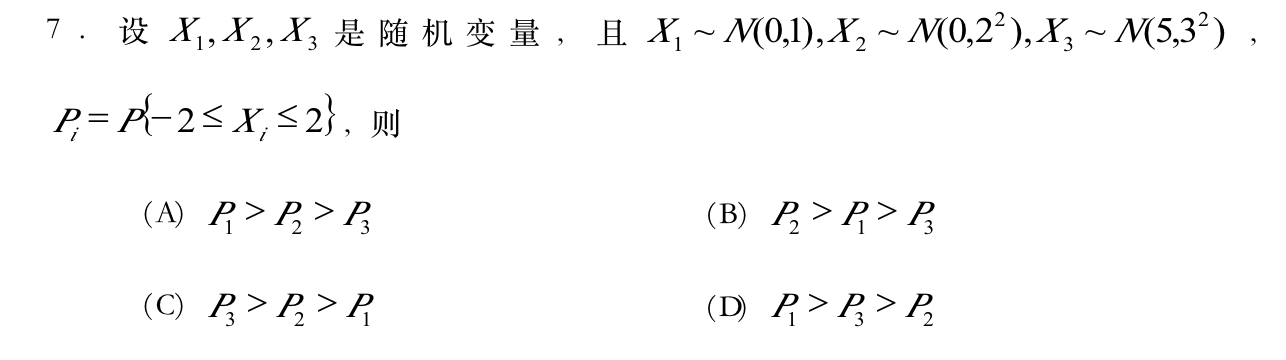 7 . 设 X₁, X₂, X₃ 是随机变量, 且 X₁ ~ N(0,1), X₂ ~ N(0,2²), X₃ ~ N(5,3²) ,
Pᵢ = P{−2 ≤ Xᵢ ≤ 2}, 则
(A) P₁ > P₂ > P₃ (B) P₂ > P₁ > P₃
(C) P₃ > P₂ > P₁ (D) P₁ > P₃ > P₂